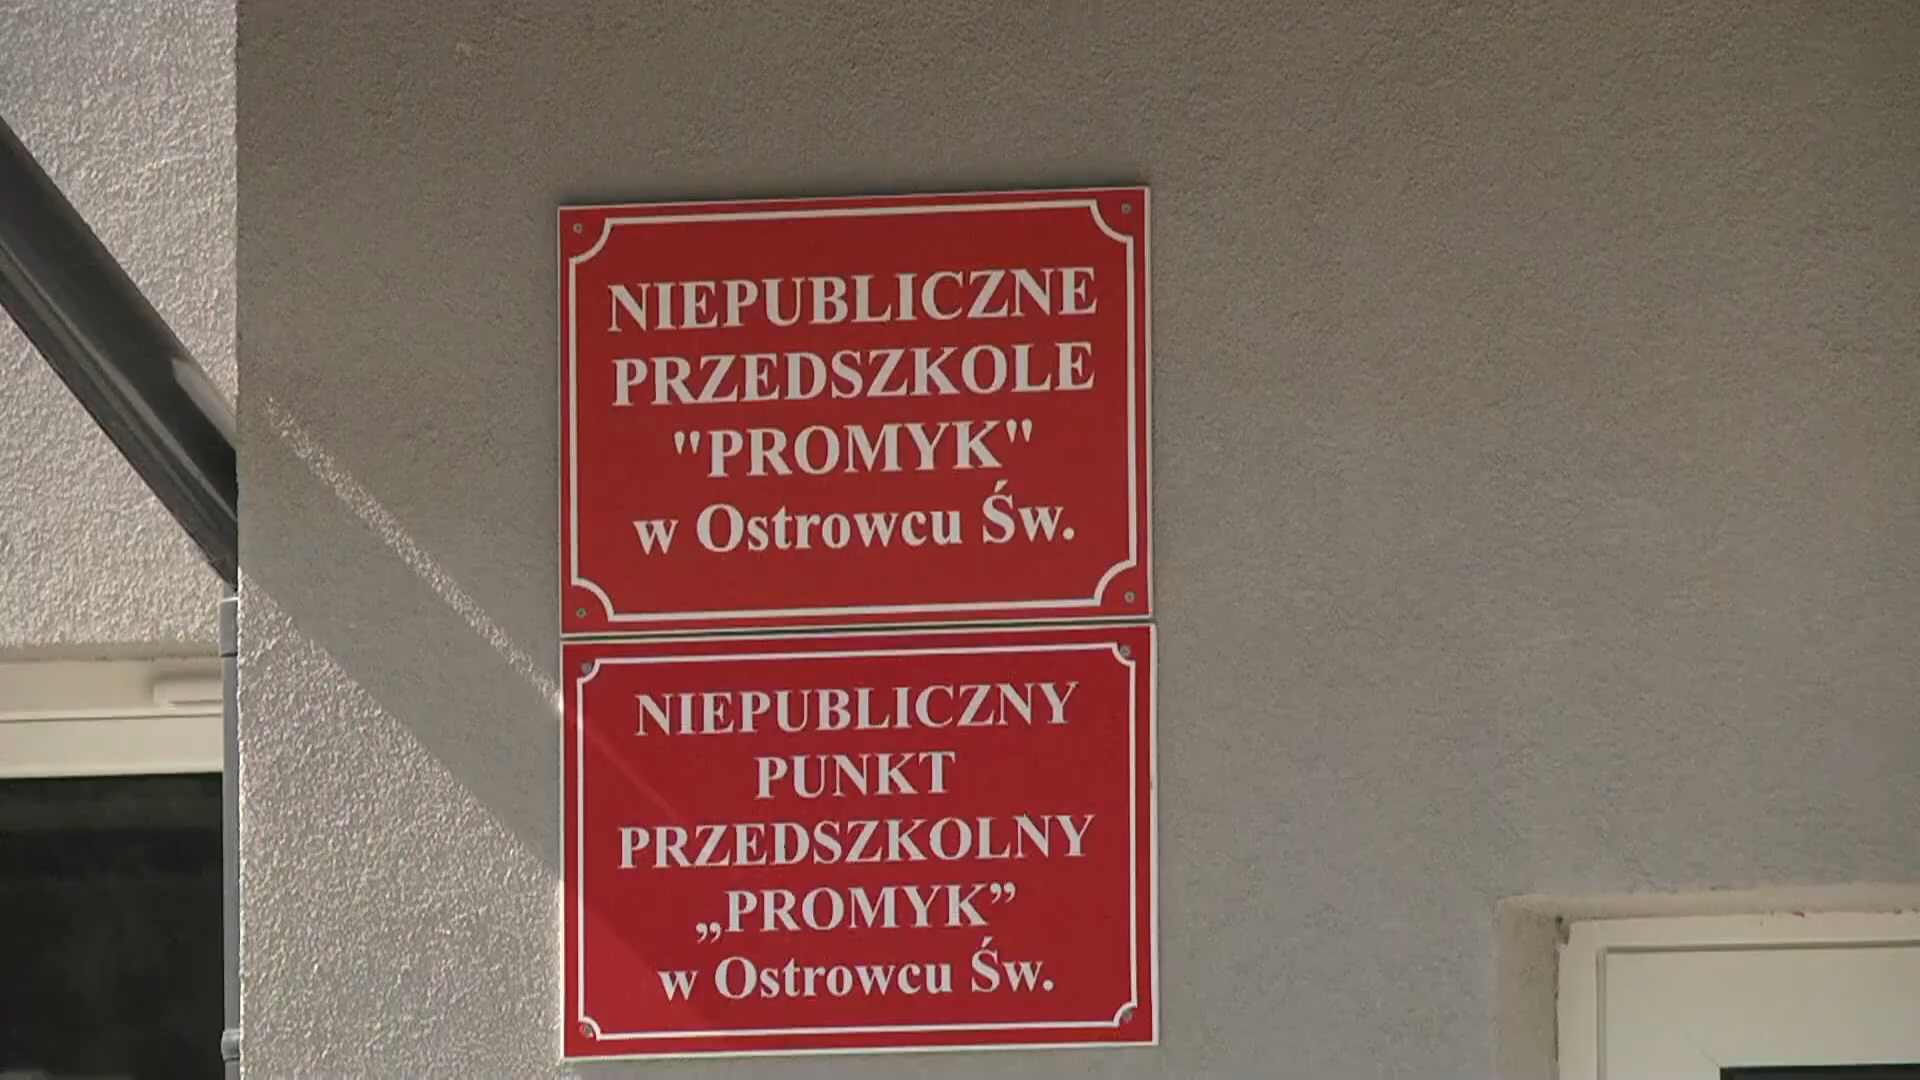 NIEPUBLICZNE
PRZEDSZKOLE
"PROMYK"
w Ostrowcu Św.
NIEPUBLICZNY
PUNKT
PRZEDSZKOLNY
„PROMYK”
w Ostrowcu Św.